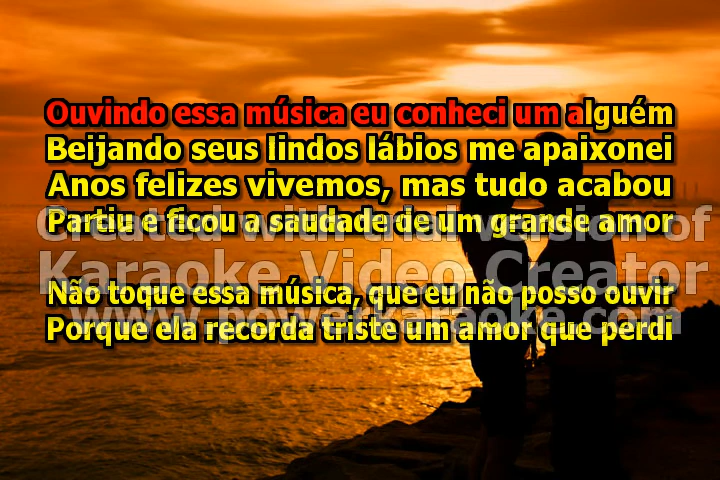 Ouvindo essa música eu conheci um alguém
Beijando seus lindos lábios me apaixonei
Anos felizes vivemos, mas tudo acabou
Partiu e ficou a saudade de um grande amor
Created with trial version of
Karaoke Video Creator
Não toque essa música, que eu não posso ouvir
www.powerkaraoke.com
Porque ela recorda triste um amor que perdi